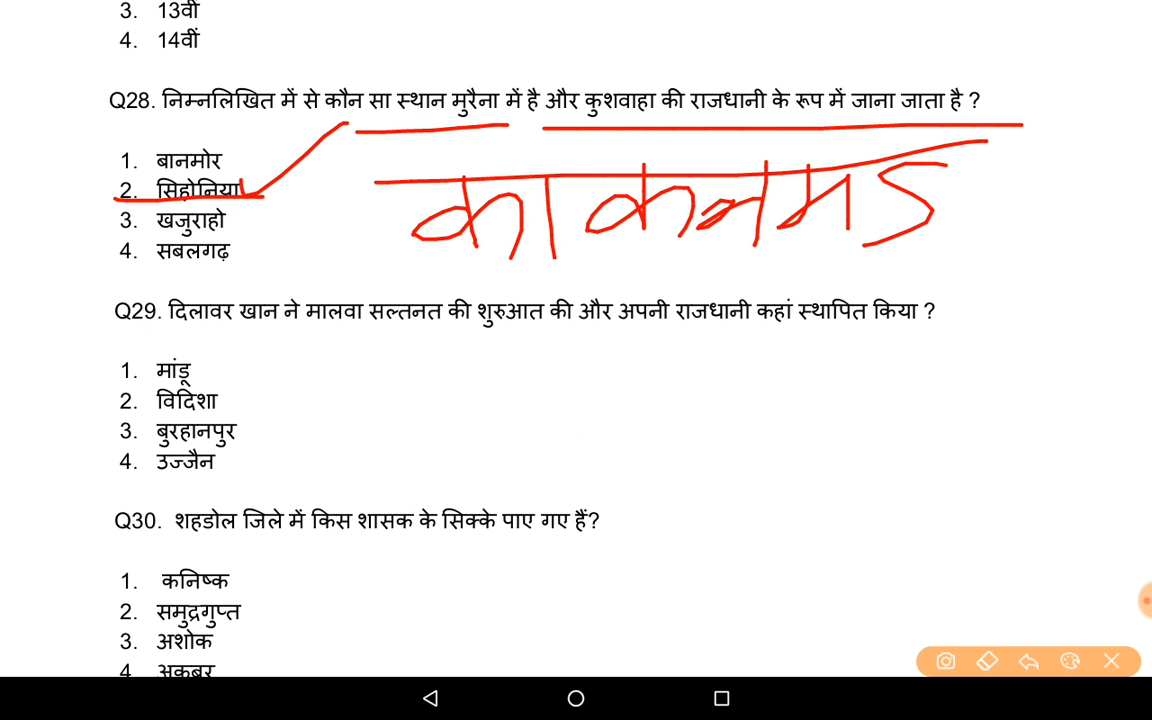 3. 13वी
4. 14वीं
Q28. निम्नलिखित में से कौन सा स्थान मुरैना में है और कुशवाहा की राजधानी के रूप में जाना जाता है ?
1. बानमोर
2. सिहोनिया
काकनमड
3. खजुराहो
4. सबलगढ़
Q29. दिलावर खान ने मालवा सल्तनत की शुरुआत की और अपनी राजधानी कहां स्थापित किया ?
1. मांडू
2. विदिशा
3. बुरहानपुर
4. उज्जैन
Q30. शहडोल जिले में किस शासक के सिक्के पाए गए हैं?
1. कनिष्क
2. समुद्रगुप्त
3. अशोक
4. अकबर